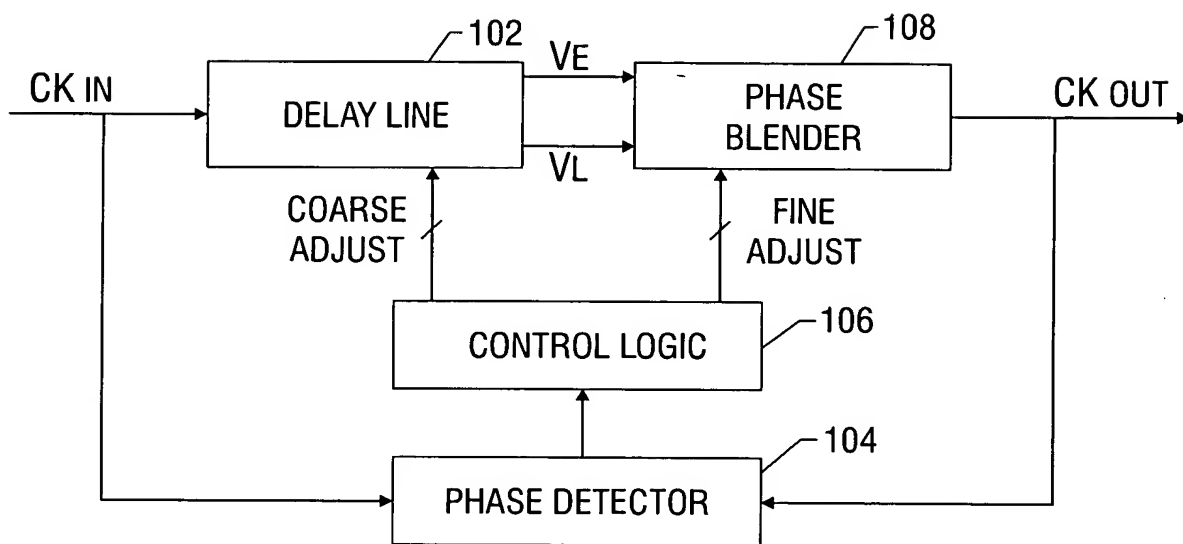 102
108
CK IN
DELAY LINE
VE
VL
PHASE
BLENDER
CK OUT
COARSE
ADJUST
FINE
ADJUST
CONTROL LOGIC
106
104
PHASE DETECTOR